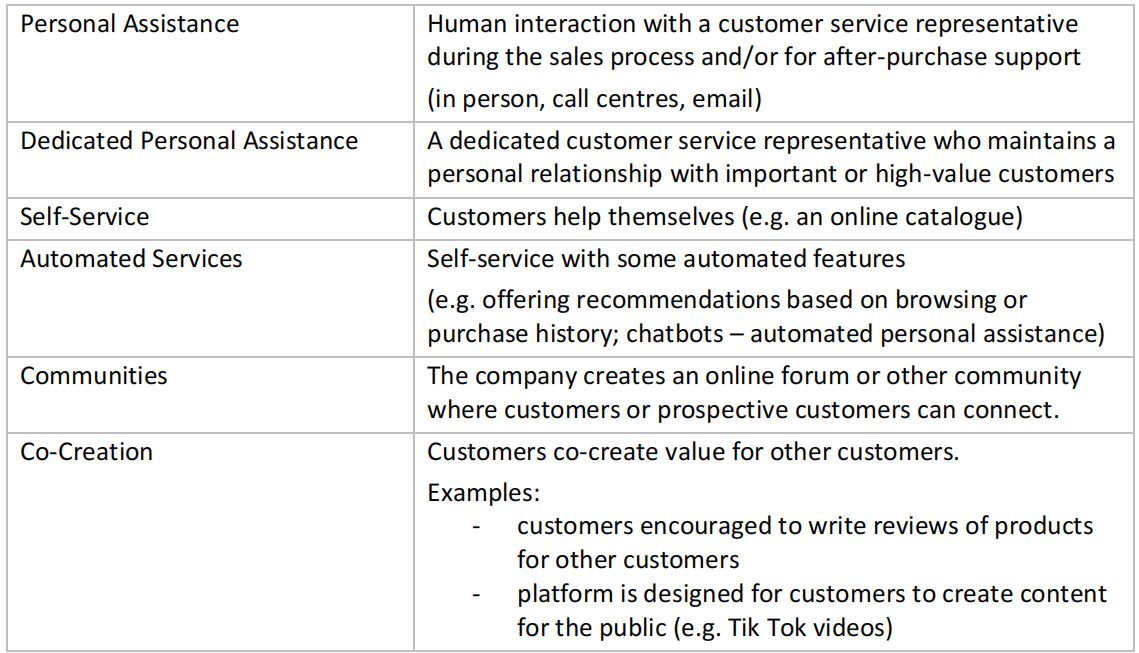 Personal Assistance
Human interaction with a customer service representative
during the sales process and/or for after-purchase support
(in person, call centres, email)
Dedicated Personal Assistance
A dedicated customer service representative who maintains a
personal relationship with important or high-value customers
Self-Service
Customers help themselves (e.g. an online catalogue)
Automated Services
Self-service with some automated features
(e.g. offering recommendations based on browsing or
purchase history; chatbots – automated personal assistance)
Communities
The company creates an online forum or other community
where customers or prospective customers can connect.
Co-Creation
Customers co-create value for other customers.
Examples:
- customers encouraged to write reviews of products
for other customers
- platform is designed for customers to create content
for the public (e.g. Tik Tok videos)